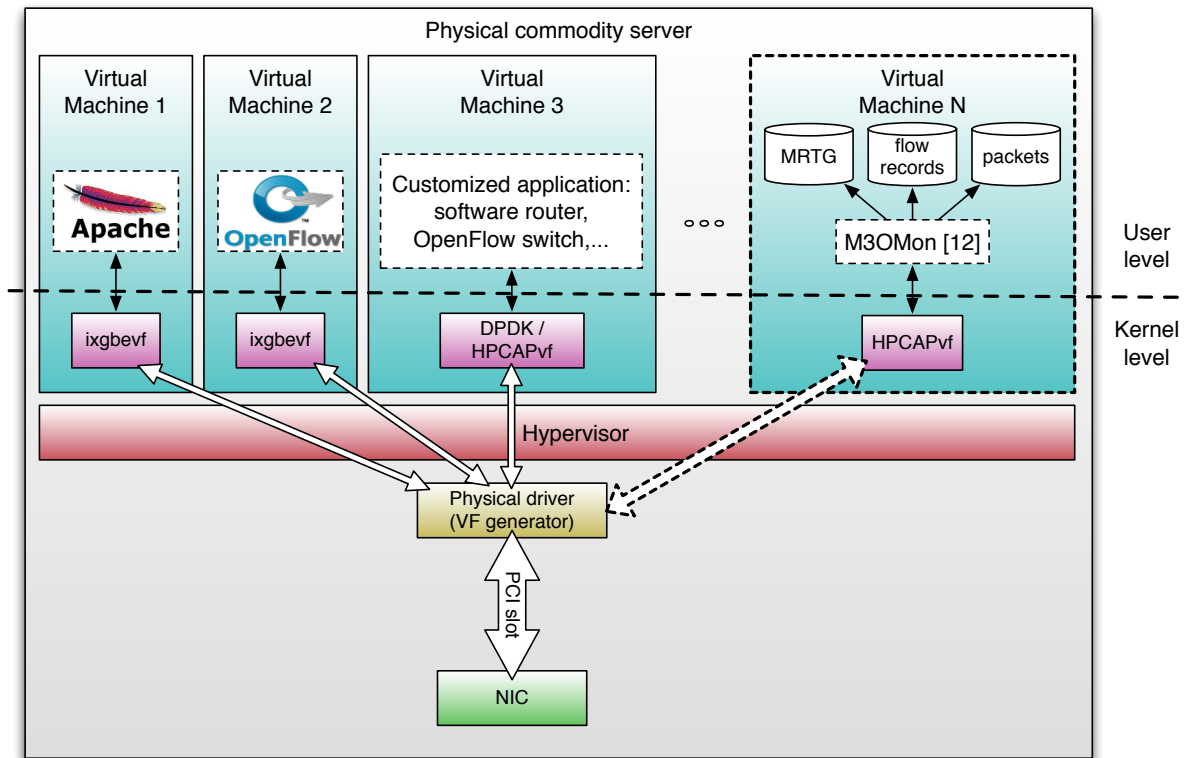 Physical commodity server
Virtual
Machine 1
Virtual
Machine 2
Virtual
Machine 3
Virtual
Machine N
MRTG
flow
records
packets
Apache
OpenFlow
TM
Customized application:
software router,
OpenFlow switch,...
M3OMon [12]
User
level
ixgbevf
ixgbevf
DPDK /
HPCAPvf
HPCAPvf
Kernel
level
Hypervisor
Physical driver
(VF generator)
PCI slot
NIC